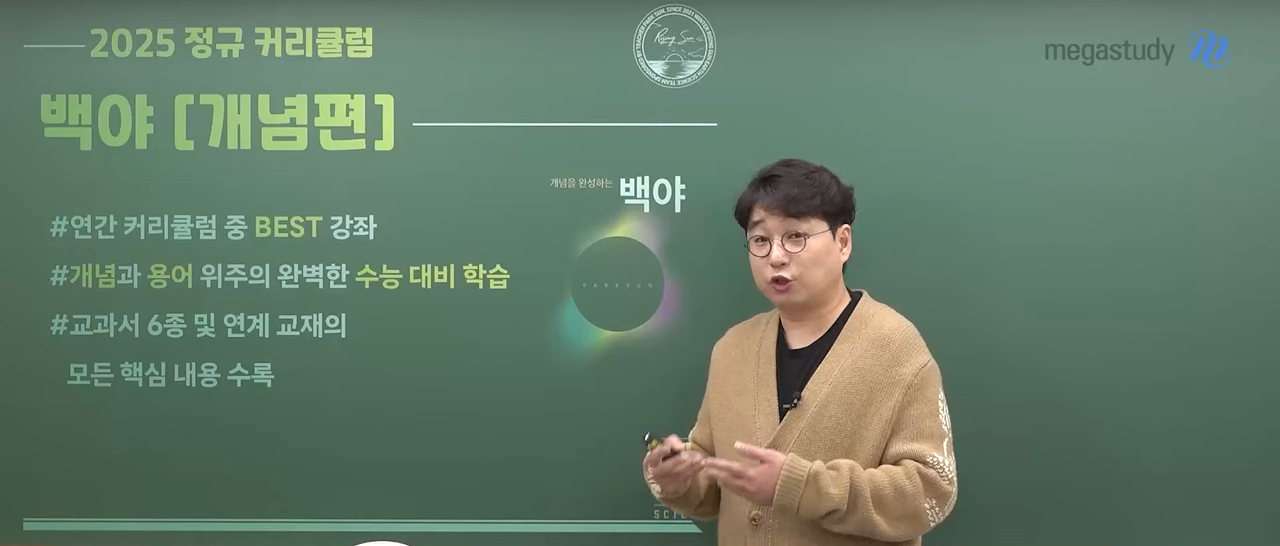 2025 정규 커리큘럼
백야 [개념편]
#연간 커리큘럼 중 BEST 강좌
#개념과 용어 위주의 완벽한 수능 대비 학습
#교과서 6종 및 연계 교재의
모든 핵심 내용 수록
개념을 완성하는 백야
PARKSUN
Rising Sun
megastudy